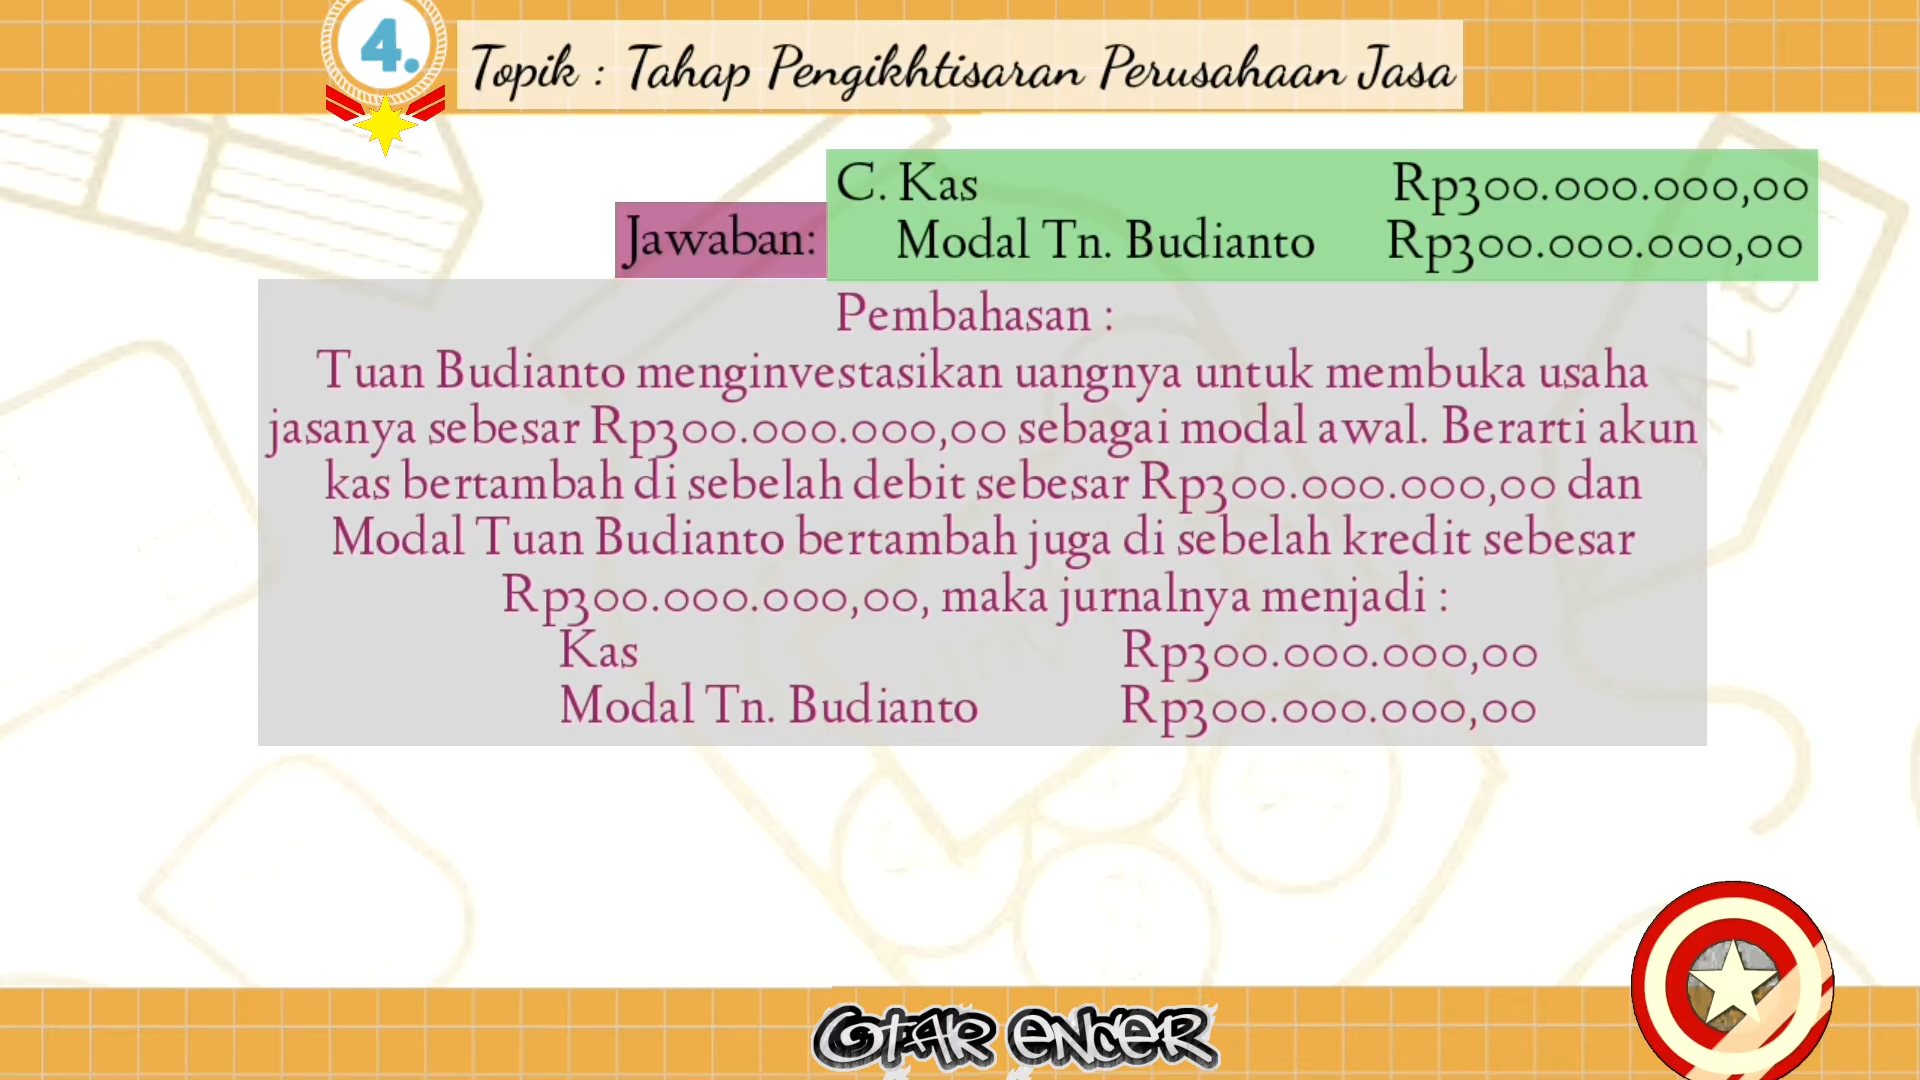 4.
Topik : Tahap Pengikhtisaran Perusahaan Jasa
C. Kas Rp300.000.000,00
Jawaban:
Modal Tn. Budianto Rp300.000.000,00
Pembahasan :
Tuan Budianto menginvestasikan uangnya untuk membuka usaha
jasanya sebesar Rp300.000.000,00 sebagai modal awal. Berarti akun
kas bertambah di sebelah debit sebesar Rp300.000.000,00 dan
Modal Tuan Budianto bertambah juga di sebelah kredit sebesar
Rp300.000.000,00, maka jurnalnya menjadi :
Kas Rp300.000.000,00
Modal Tn. Budianto Rp300.000.000,00
OTAK ENCER